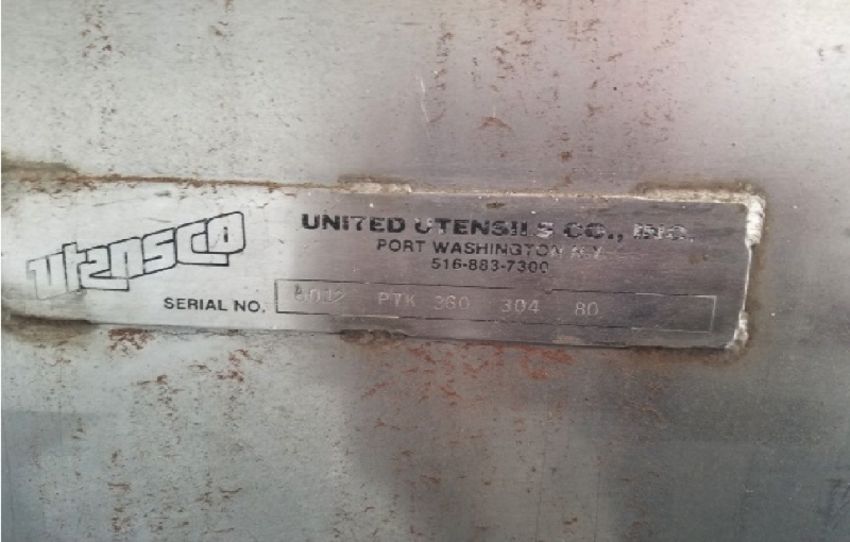 utensco
UNITED UTENSILS CO., INC.
PORT WASHINGTON N.Y.
516-883-7300
SERIAL NO. PTK 360 304 80